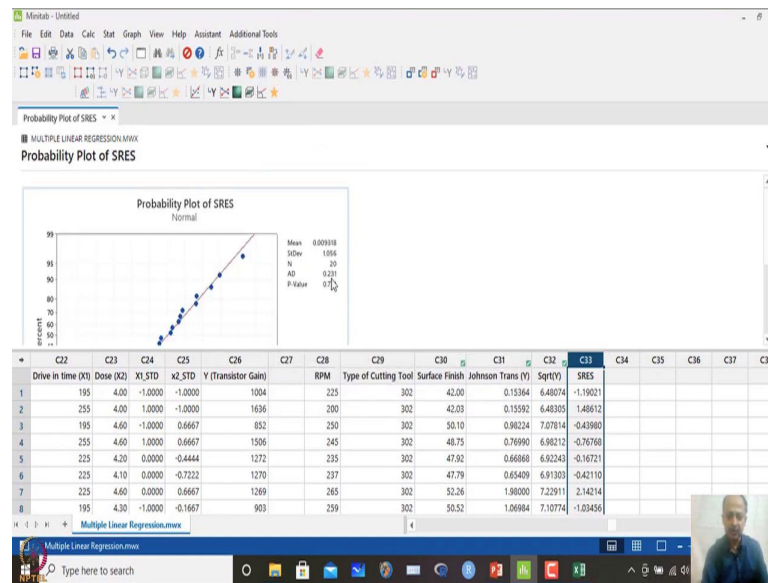 Minitab - Untitled
File Edit Data Calc Stat Graph View Help Assistant Additional Tools
Probability Plot of SRES
MULTIPLE LINEAR REGRESSION.MWX
Probability Plot of SRES
Probability Plot of SRES
Normal
99
95
90
80
70
60
50
Mean 0.009318
StDev 1.056
N 20
AD 0.231
P-Value
C22 C23 C24 C25 C26 C27 C28 C29 C30 C31 C32 C33 C34 C35 C36 C37
Drive in time (X1) Dose (X2) X1_STD x2_STD Y (Transistor Gain) RPM Type of Cutting Tool Surface Finish Johnson Trans (Y) Sqrt(Y) SRES
1 195 4.00 -1.0000 -1.0000 1004 225 302 42.00 0.15364 6.48074 -1.19021
2 255 4.00 1.0000 -1.0000 1636 200 302 42.03 0.15592 6.48305 1.48612
3 195 4.60 -1.0000 0.6667 852 250 302 50.10 0.98224 7.07814 -0.43980
4 255 4.60 1.0000 0.6667 1506 245 302 48.75 0.76990 6.98212 -0.76768
5 225 4.20 0.0000 -0.4444 1272 235 302 47.92 0.66868 6.92243 -0.16721
6 225 4.10 0.0000 -0.7222 1270 237 302 47.79 0.65409 6.91303 -0.42110
7 225 4.60 0.0000 0.6667 1269 265 302 52.26 1.98000 7.22911 2.14214
8 195 4.30 -1.0000 -0.1667 903 259 302 50.52 1.06984 7.10774 -1.03456
Multiple Linear Regression.mwx
Multiple Linear Regression.mwx
Type here to search
NPTEL